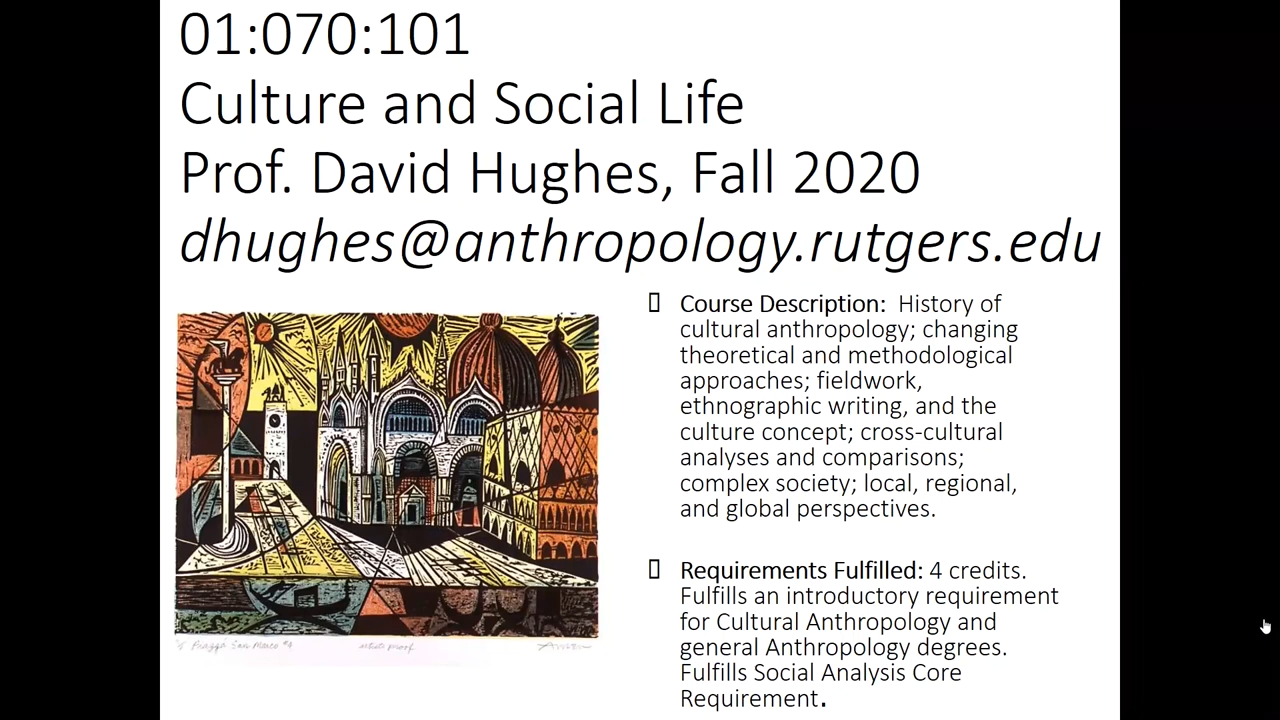 01:070:101
Culture and Social Life
Prof. David Hughes, Fall 2020
dhughes@anthropology.rutgers.edu
Course Description: History of
cultural anthropology; changing
theoretical and methodological
approaches; fieldwork,
ethnographic writing, and the
culture concept; cross-cultural
analyses and comparisons;
complex society; local, regional,
and global perspectives.
Requirements Fulfilled: 4 credits.
Fulfills an introductory requirement
for Cultural Anthropology and
general Anthropology degrees.
Fulfills Social Analysis Core
Requirement.
Piazza San Marco